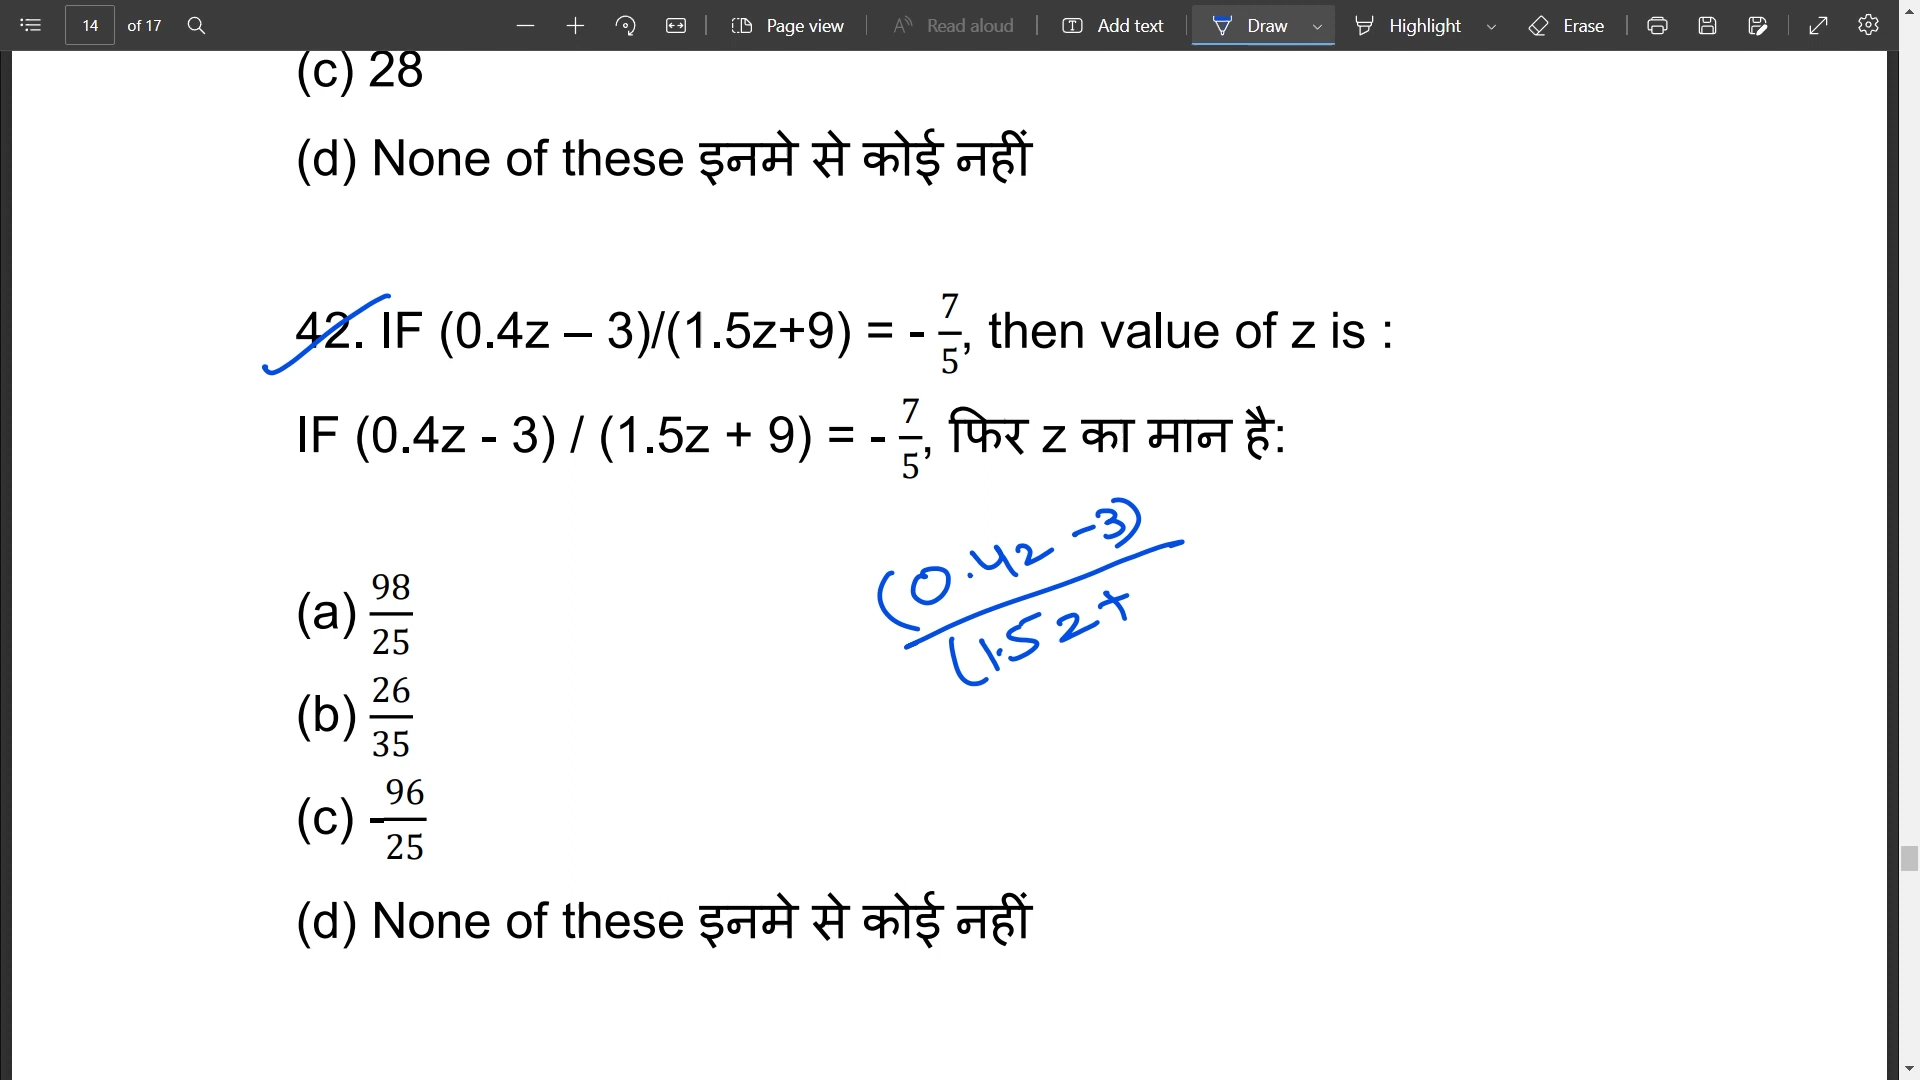 14 of 17 Page view Read aloud Add text Draw Highlight Erase
(c) 28
(d) None of these इनमे से कोई नहीं
42. IF (0.4z – 3)/(1.5z+9) = - 7/5, then value of z is :
IF (0.4z - 3) / (1.5z + 9) = - 7/5, फिर z का मान है:
(0.4z -3)
(1.5z+
(a) 98/25
(b) 26/35
(c) -96/25
(d) None of these इनमे से कोई नहीं